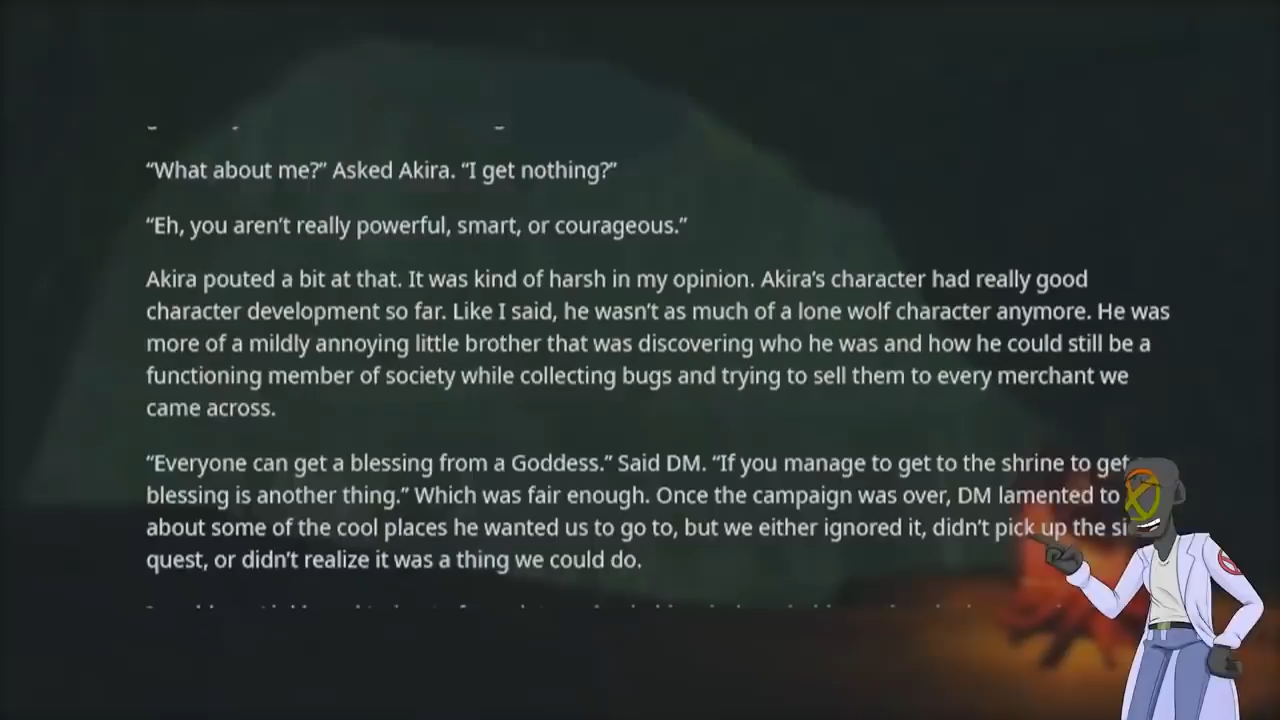 “What about me?” Asked Akira. “I get nothing?”
“Eh, you aren’t really powerful, smart, or courageous.”
Akira pouted a bit at that. It was kind of harsh in my opinion. Akira’s character had really good
character development so far. Like I said, he wasn’t as much of a lone wolf character anymore. He was
more of a mildly annoying little brother that was discovering who he was and how he could still be a
functioning member of society while collecting bugs and trying to sell them to every merchant we
came across.
“Everyone can get a blessing from a Goddess.” Said DM. “If you manage to get to the shrine to get
blessing is another thing.” Which was fair enough. Once the campaign was over, DM lamented to
about some of the cool places he wanted us to go to, but we either ignored it, didn’t pick up the
quest, or didn’t realize it was a thing we could do.